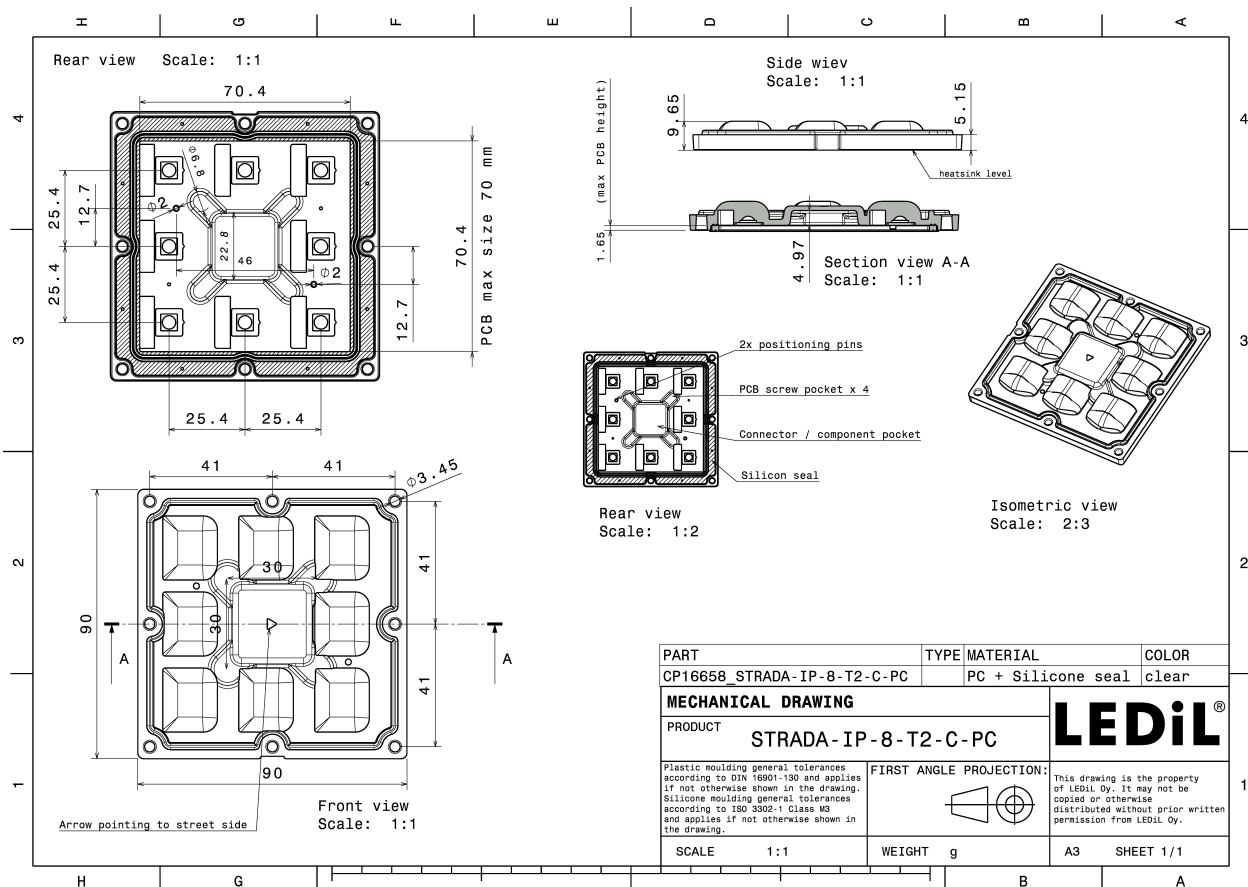 H G F E D C B A
4
3
2
1
4
3
2
1
Rear view Scale: 1:1
70.4
25.4
12.7
25.4
∅2
∅6.8
22.8
46
∅2
12.7
70.4
PCB max size 70 mm
25.4 25.4
Side wiev
Scale: 1:1
9.65
5.15
heatsink level
(max PCB height)
1.65
4.97
Section view A-A
Scale: 1:1
2x positioning pins
PCB screw pocket x 4
Connector / component pocket
Silicon seal
Rear view
Scale: 1:2
Isometric view
Scale: 2:3
41 41
∅3.45
41
41
90
30
30
A A
90
Arrow pointing to street side
Front view
Scale: 1:1
PART TYPE MATERIAL COLOR
CP16658_STRADA-IP-8-T2-C-PC PC + Silicone seal clear
MECHANICAL DRAWING
PRODUCT
STRADA-IP-8-T2-C-PC
LEDiL®
Plastic moulding general tolerances
according to DIN 16901-130 and applies
if not otherwise shown in the drawing.
Silicone moulding general tolerances
according to ISO 3302-1 Class M3
and applies if not otherwise shown in
the drawing.
FIRST ANGLE PROJECTION:
This drawing is the property
of LEDiL Oy. It may not be
copied or otherwise
distributed without prior written
permission from LEDiL Oy.
SCALE 1:1 WEIGHT g A3 SHEET 1/1
H G F E D C B A